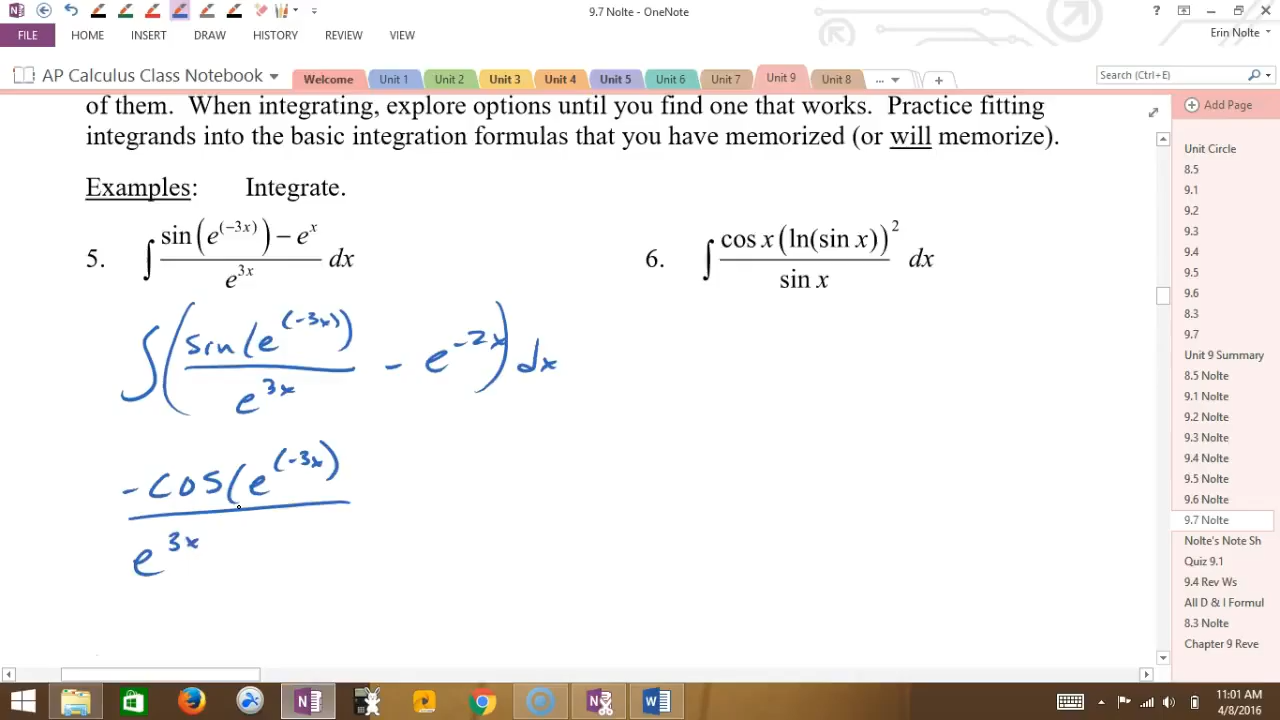 9.7 Nolte - OneNote
?
FILE HOME INSERT DRAW HISTORY REVIEW VIEW
Erin Nolte
AP Calculus Class Notebook Welcome Unit 1 Unit 2 Unit 3 Unit 4 Unit 5 Unit 6 Unit 7 Unit 9 Unit 8 ... +
Search (Ctrl+E)
of them. When integrating, explore options until you find one that works. Practice fitting
integrands into the basic integration formulas that you have memorized (or will memorize).
Examples: Integrate.
5. ∫ (sin(e^(-3x)) − e^x) / e^3x dx
6. ∫ cos x (ln(sin x))^2 / sin x dx
∫ ( sin(e^(-3x)) / e^3x - e^-2x ) dx
-cos(e^(-3x)
e^3x
Add Page
Unit Circle
8.5
9.1
9.2
9.3
9.4
9.5
9.6
8.3
9.7
Unit 9 Summary
8.5 Nolte
9.1 Nolte
9.2 Nolte
9.3 Nolte
9.4 Nolte
9.5 Nolte
9.6 Nolte
9.7 Nolte
Nolte's Note Sh
Quiz 9.1
9.4 Rev Ws
All D & I Formul
8.3 Nolte
Chapter 9 Reve
11:01 AM
4/8/2016